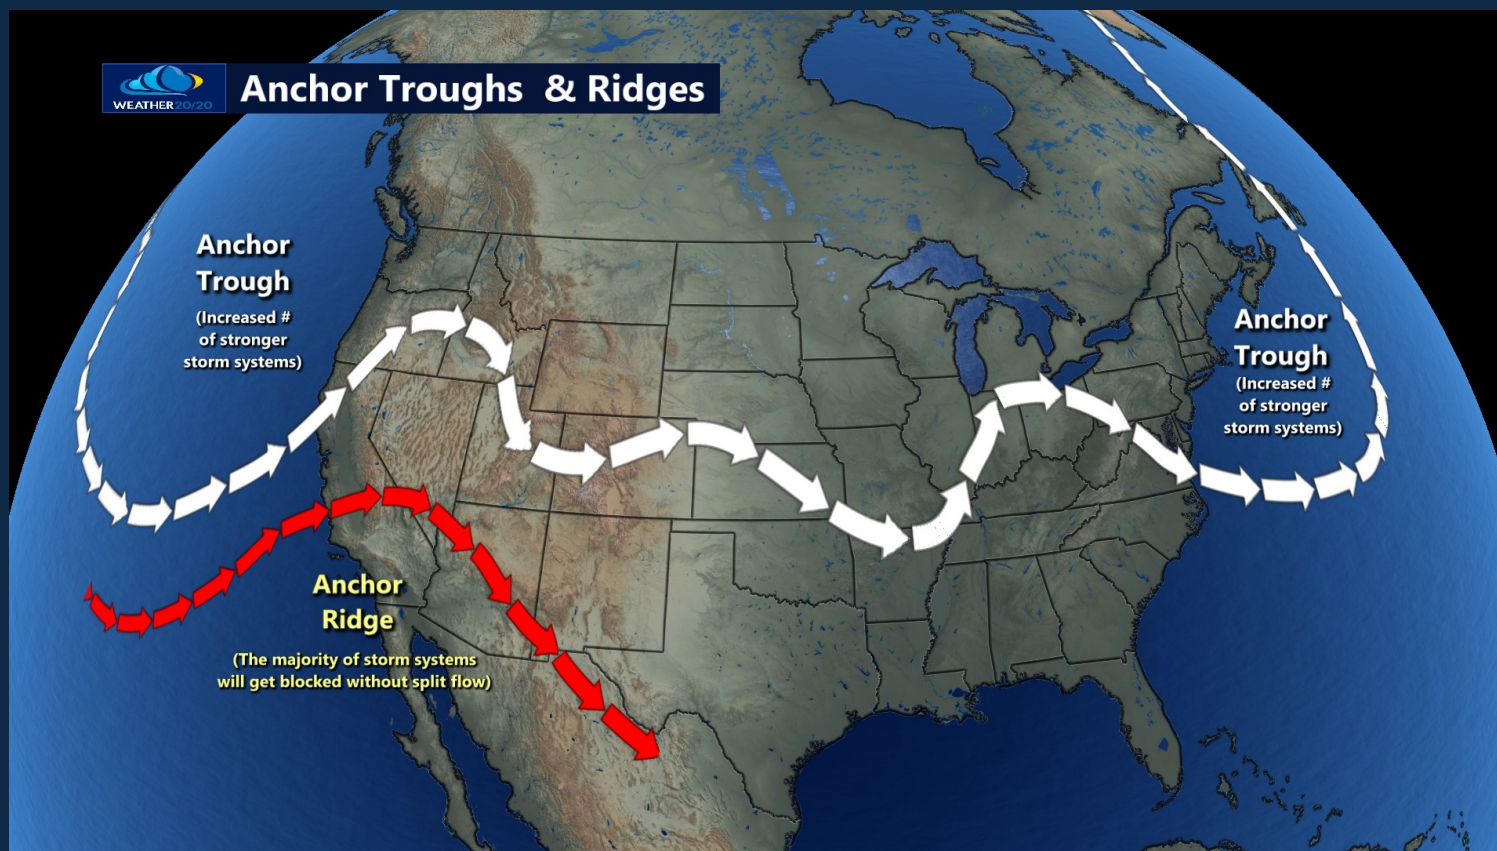 WEATHER20/20
Anchor Troughs & Ridges
Anchor
Trough
(Increased #
of stronger
storm systems)
Anchor
Trough
(Increased #
of stronger
storm systems)
Anchor
Ridge
(The majority of storm systems
will get blocked without split flow)